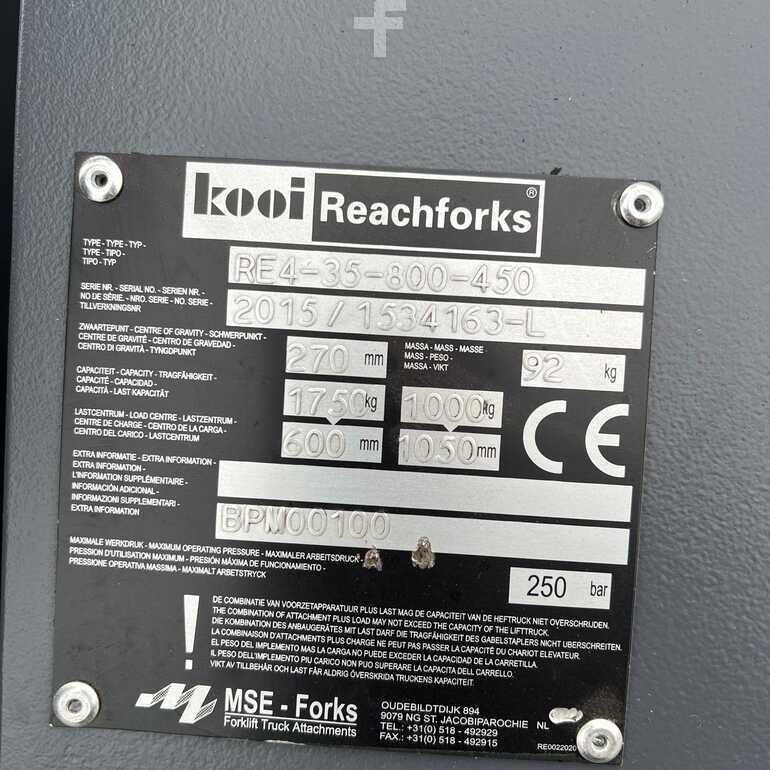 f
kooi Reachforks®
TYPE - TYPE - TYP -
TYPE - TIPO -
TIPO - TYP
RE4-35-800-450
SERIE NR. - SERIAL NO. - SERIEN NR. -
NO DE SÉRIE. - NRO. SERIE - NO. SERIE -
TILLVERKNINGSNR
2015/1534163-L
ZWAARTEPUNT - CENTRE OF GRAVITY - SCHWERPUNKT -
CENTRE DE GRAVITÉ - CENTRO DE GRAVEDAD -
CENTRO DI GRAVITÀ - TYNGDPUNKT
270 mm
MASSA - MASS - MASSE
MASS - PESO -
MASSA - VIKT
92 kg
CAPACITEIT - CAPACITY - TRAGFÄHIGKEIT -
CAPACITÉ - CAPACIDAD -
CAPACITÀ - LAST KAPACITÄT
1750 kg
1000 kg
LASTCENTRUM - LOAD CENTRE - LASTZENTRUM -
CENTRE DE CHARGE - CENTRO DE LA CARGA -
CENTRO DEL CARICO - LASTCENTRUM
600 mm
1050 mm
CE
EXTRA INFORMATIE - EXTRA INFORMATION -
EXTRA INFORMATION -
L'INFORMATION SUPPLÉMENTAIRE -
INFORMACIÓN ADICIONAL -
INFORMAZIONI SUPPLEMENTARI -
EXTRA INFORMATION
BPM00100
MAXIMALE WERKDRUK - MAXIMUM OPERATING PRESSURE - MAXIMALER ARBEITSDRUCK -
PRESSION D'UTILISATION MAXIMUM - PRESIÓN MÁXIMA DE FUNCIONAMIENTO -
PRESSIONE OPERATIVA MASSIMA - MAXIMALT ARBETSTRYCK
250 bar
!
DE COMBINATIE VAN VOORZETAPPARATUUR PLUS LAST MAG DE CAPACITEIT VAN DE HEFTRUCK NIET OVERSCHRIJDEN.
THE COMBINATION OF ATTACHMENT PLUS LOAD MAY NOT EXCEED THE CAPACITY OF THE LIFTTRUCK.
DIE KOMBINATION DES ANBAUGERÄTES MIT LAST DARF DIE TRAGFÄHIGKEIT DES GABELSTAPLERS NICHT ÜBERSCHREITEN.
LA COMBINAISON D'ATTACHMENTS PLUS CHARGE NE PEUT PAS PASSER LA CAPACITÉ DU CHARIOT ELEVATEUR.
EL PESO DEL IMPLEMENTO MAS LA CARGA NO PUEDE EXCEDER LA CAPACIDAD DE LA CARRETILLA.
IL PESO DELL'IMPLEMENTO PIU CARICO NON PUO SUPERARE LA CAPACITA DELL CARRELLO.
VIKT AV TILLBEHÖR OCH LAST FÅR ALDRIG ÖVERSKRIDA TRUCKENS KAPACITET.
MSE - Forks
Forklift Truck Attachments
OUDEBILDTDIJK 894
9079 NG ST. JACOBIPAROCHIE NL
TEL.: +31(0) 518 - 492929
FAX.: +31(0) 518 - 492915
RE0022020